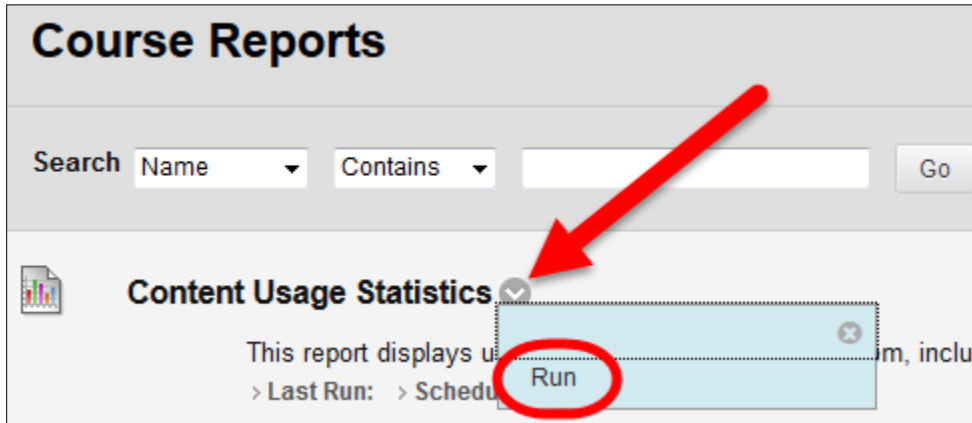 Course Reports
Search Name Contains Go
Content Usage Statistics
This report displays u
m, inclu
Run
> Last Run: > Schedu